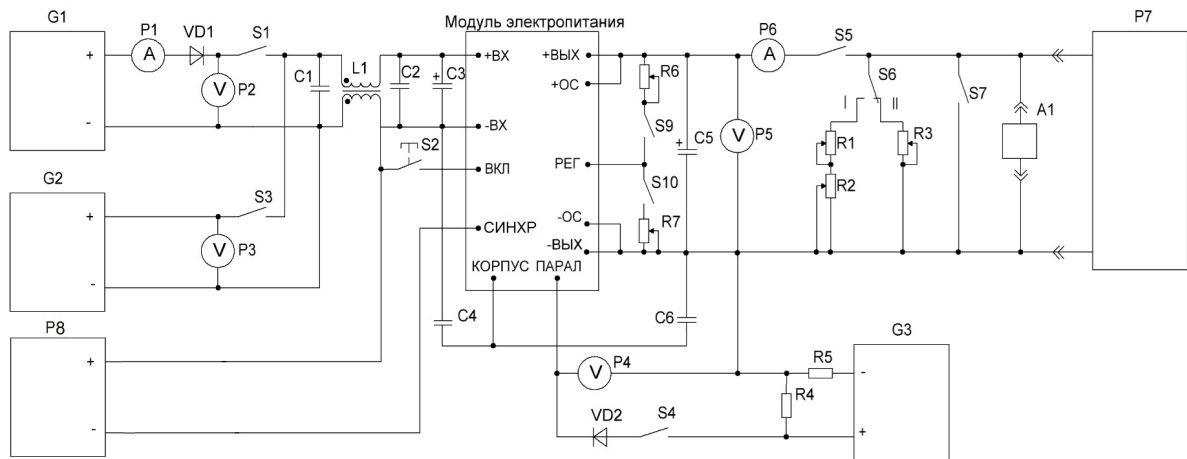 G1
P1
VD1
S1
Модуль электропитания
P6
S5
P7
+
A
V
P2
C1
L1
C2
+
C3
+ВХ
+ВЫХ
A
R6
S6
+ОС
-
-ВХ
S2
S9
+
C5
V
P5
I
II
S7
A1
R1
R3
ВКЛ
РЕГ
S10
R2
G2
+
S3
V
P3
СИНХР
-ОС
R7
-ВЫХ
-
КОРПУС
ПАРАЛ
P8
+
C4
C6
G3
-
V
P4
R5
-
R4
VD2
S4
+